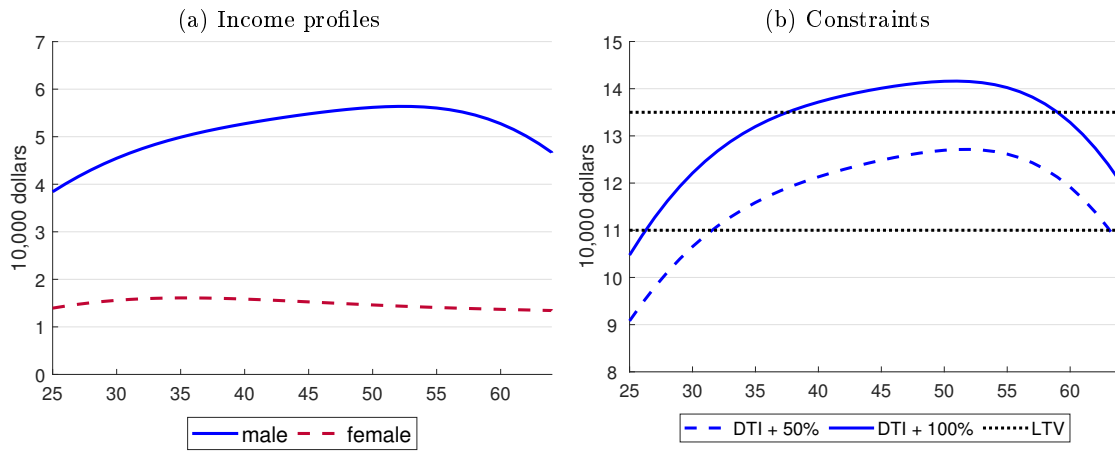 (a) Income profiles
10,000 dollars
7
6
5
4
3
2
1
0
25 30 35 40 45 50 55 60
male female
(b) Constraints
10,000 dollars
15
14
13
12
11
10
9
8
25 30 35 40 45 50 55 60
DTI + 50% DTI + 100% LTV